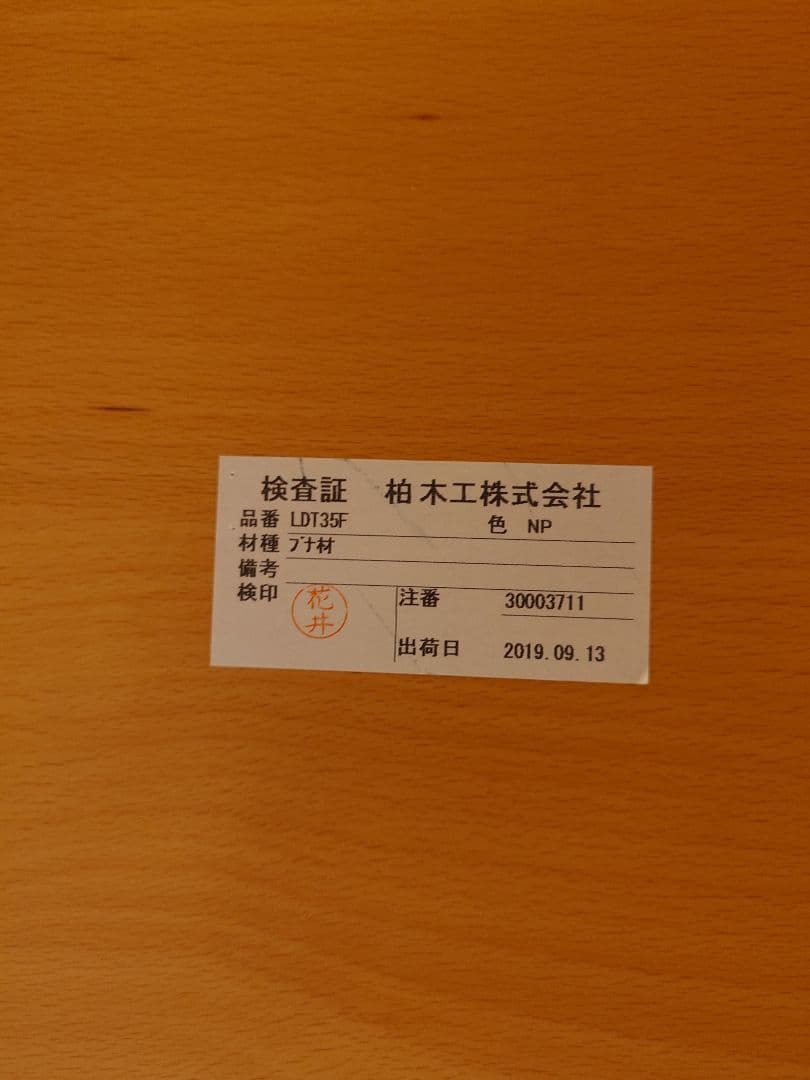 検査証 柏木工株式会社
品番 LDT35F 色 NP
材種 ブナ材
備考
検印 花井 注番 30003711
出荷日 2019.09.13